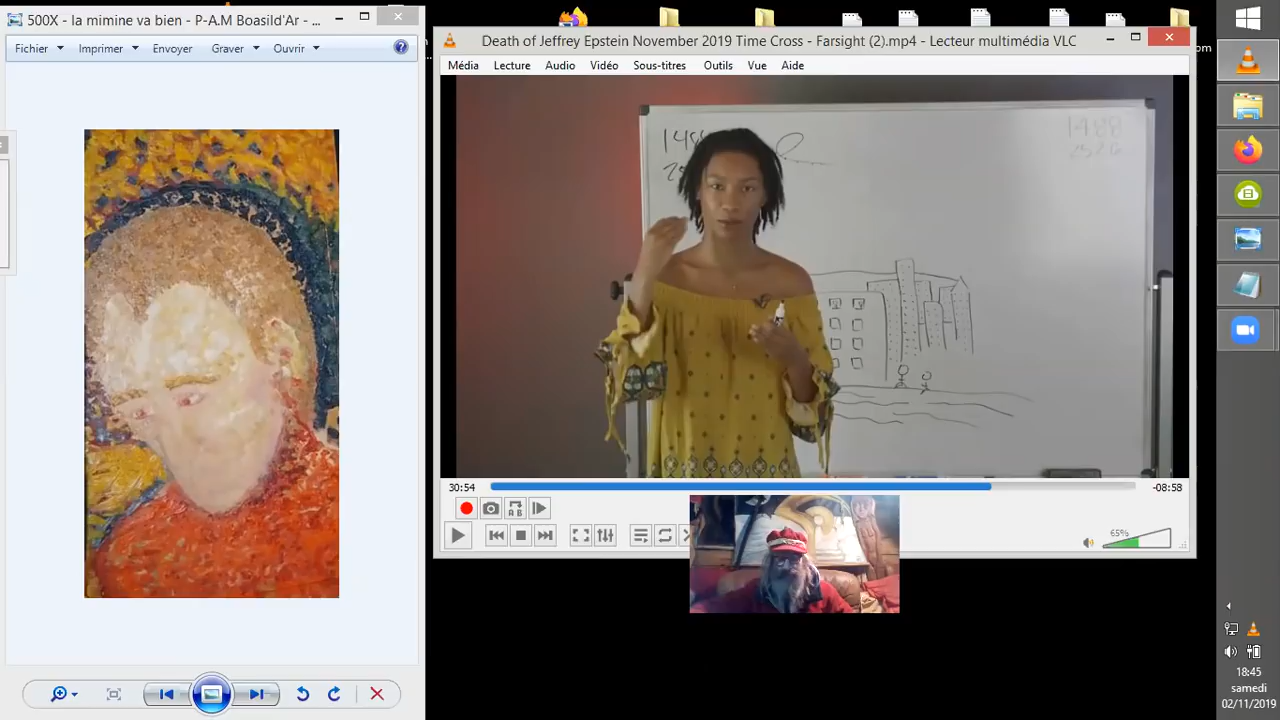 500X - la mimine va bien - P-A.M Boasild'Ar - ...
Fichier Imprimer Envoyer Graver Ouvrir
Death of Jeffrey Epstein November 2019 Time Cross - Farsight (2).mp4 - Lecteur multimédia VLC
Média Lecture Audio Vidéo Sous-titres Outils Vue Aide
1488
30:54
-08:58
65%
18:45
samedi
02/11/2019